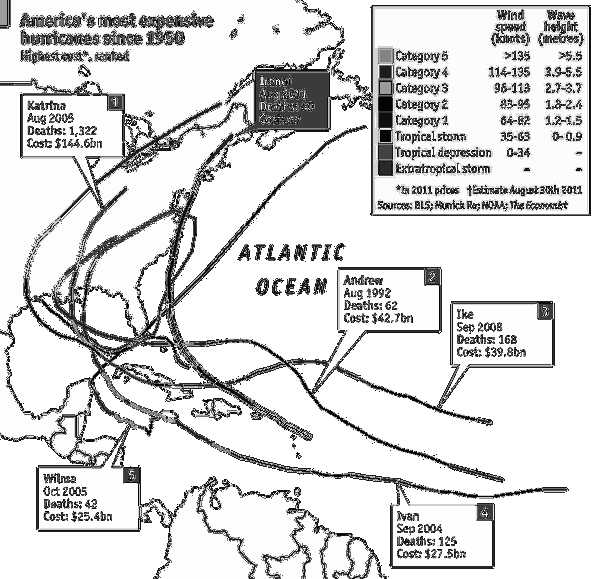 America's most expensive
hurricanes since 1950
Highest cost*, ranked
Wind speed (knots)
Wave height (metres)
Category 5 >135 >5.5
Category 4 114-135 3.9-5.5
Category 3 96-113 2.7-3.7
Category 2 83-95 1.8-2.4
Category 1 64-82 1.2-1.5
Tropical storm 35-63 0-0.9
Tropical depression 0-34 –
Extratropical storm – –
*In 2011 prices †Estimate August 30th 2011
Sources: BLS; Munich Re; NOAA; The Economist
1
Katrina
Aug 2005
Deaths: 1,322
Cost: $144.6bn
Irene†
Aug 2011
ATLANTIC
OCEAN
2
Andrew
Aug 1992
Deaths: 62
Cost: $42.7bn
3
Ike
Sep 2008
Deaths: 168
Cost: $39.8bn
5
Wilma
Oct 2005
Deaths: 42
Cost: $25.4bn
4
Ivan
Sep 2004
Deaths: 125
Cost: $27.5bn